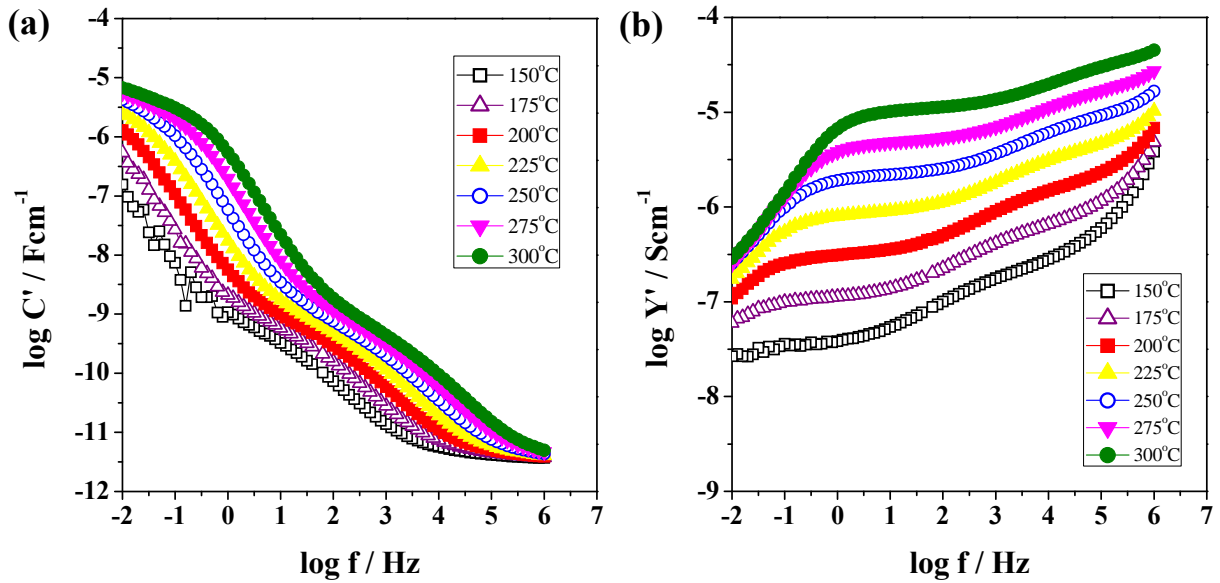 (a)
log C' / Fcm⁻¹
-4
-5
-6
-7
-8
-9
-10
-11
-12
-2 -1 0 1 2 3 4 5 6 7
log f / Hz
150°C
175°C
200°C
225°C
250°C
275°C
300°C
(b)
log Y' / Scm⁻¹
-4
-5
-6
-7
-8
-9
-2 -1 0 1 2 3 4 5 6 7
log f / Hz
150°C
175°C
200°C
225°C
250°C
275°C
300°C